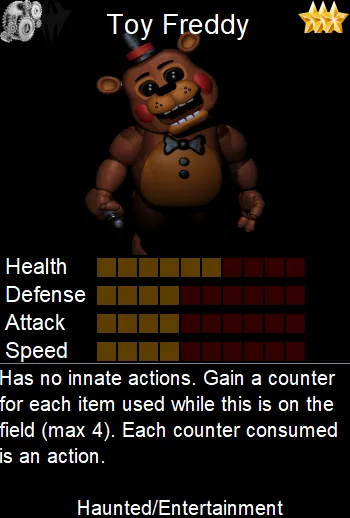 Toy Freddy
Health
Defense
Attack
Speed
Has no innate actions. Gain a counter
for each item used while this is on the
field (max 4). Each counter consumed
is an action.
Haunted/Entertainment